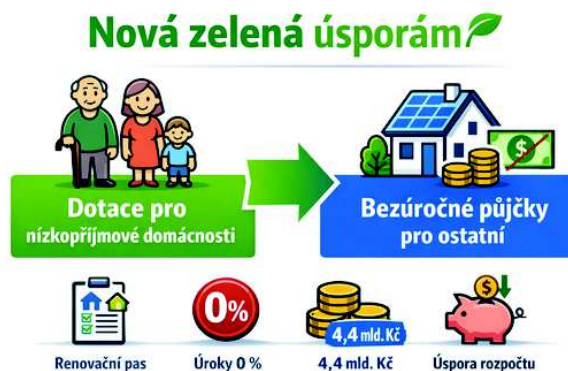 Nová zelená úsporám
Dotace pro
nízkopříjmové domácnosti
$
Bezúročné půjčky
pro ostatní
0%
4,4 mld. Kč
$
Renovační pas
Úroky 0 %
4,4 mld. Kč
Úspora rozpočtu